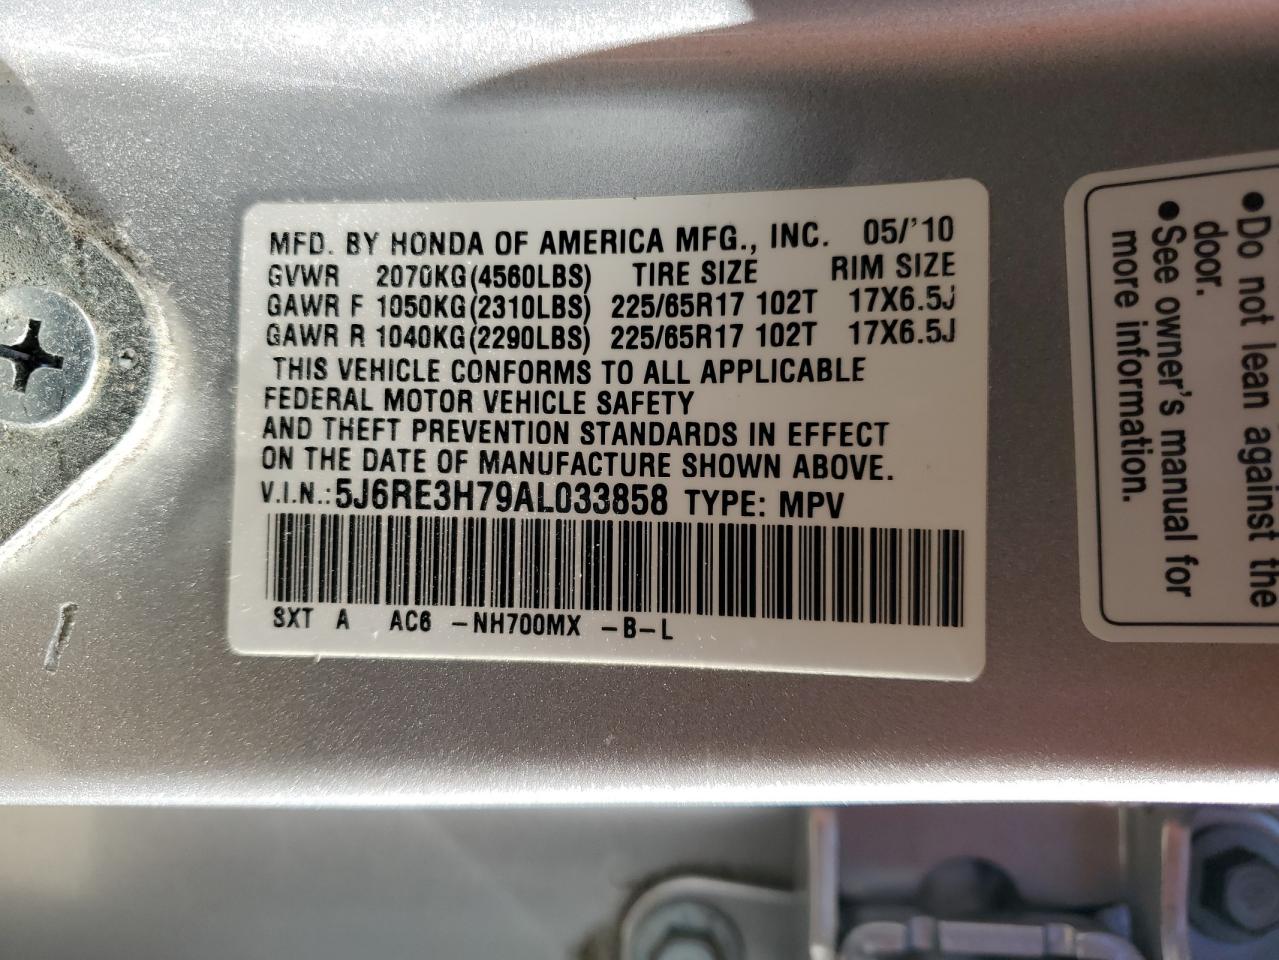 MFD. BY HONDA OF AMERICA MFG., INC. 05/'10
GVWR 2070KG(4560LBS) TIRE SIZE RIM SIZE
GAWR F 1050KG(2310LBS) 225/65R17 102T 17X6.5J
GAWR R 1040KG(2290LBS) 225/65R17 102T 17X6.5J
THIS VEHICLE CONFORMS TO ALL APPLICABLE
FEDERAL MOTOR VEHICLE SAFETY
AND THEFT PREVENTION STANDARDS IN EFFECT
ON THE DATE OF MANUFACTURE SHOWN ABOVE.
V.I.N.: 5J6RE3H79AL033858 TYPE: MPV
SXT A AC6 -NH700MX -B-L
●Do not lean against the
door.
●See owner's manual for
more information.